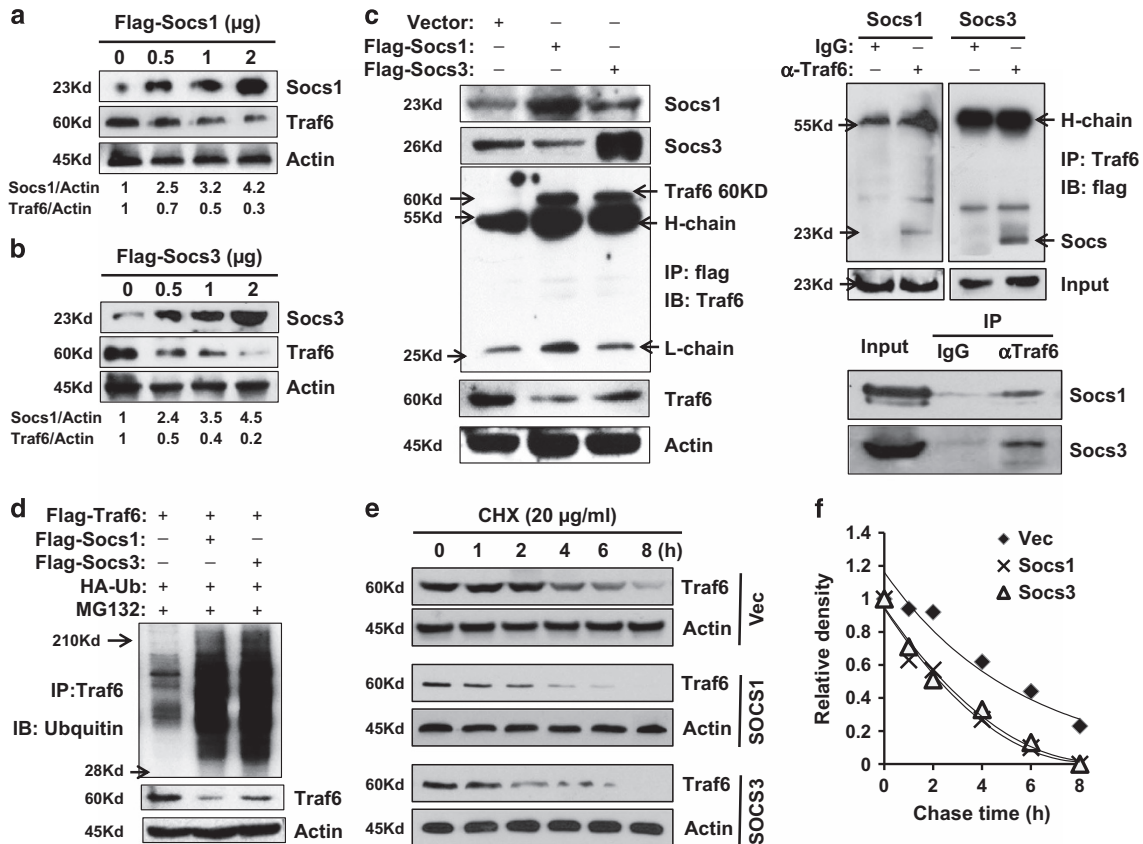 a
Flag-Socs1 (µg)
0 0.5 1 2
23Kd Socs1
60Kd Traf6
45Kd Actin
Socs1/Actin 1 2.5 3.2 4.2
Traf6/Actin 1 0.7 0.5 0.3
b
Flag-Socs3 (µg)
0 0.5 1 2
23Kd Socs3
60Kd Traf6
45Kd Actin
Socs1/Actin 1 2.4 3.5 4.5
Traf6/Actin 1 0.5 0.4 0.2
c
Vector: + – –
Flag-Socs1: – + –
Flag-Socs3: – – +
23Kd Socs1
26Kd Socs3
60Kd Traf6 60KD
55Kd H-chain
IP: flag
IB: Traf6
25Kd L-chain
60Kd Traf6
45Kd Actin
Socs1 Socs3
IgG: + – + –
α-Traf6: – + – +
55Kd H-chain
IP: Traf6
IB: flag
23Kd Socs
23Kd Input
IP
Input IgG αTraf6
Socs1
Socs3
d
Flag-Traf6: + + +
Flag-Socs1: – + –
Flag-Socs3: – – +
HA-Ub: + + +
MG132: + + +
210Kd
IP:Traf6
IB: Ubquitin
28Kd
60Kd Traf6
45Kd Actin
e
CHX (20 µg/ml)
0 1 2 4 6 8 (h)
60Kd Traf6
45Kd Actin
Vec
60Kd Traf6
45Kd Actin
SOCS1
60Kd Traf6
45Kd Actin
SOCS3
f
Relative density
1.4
1.2
1
0.8
0.6
0.4
0.2
0
Vec
Socs1
Socs3
0 2 4 6 8
Chase time (h)